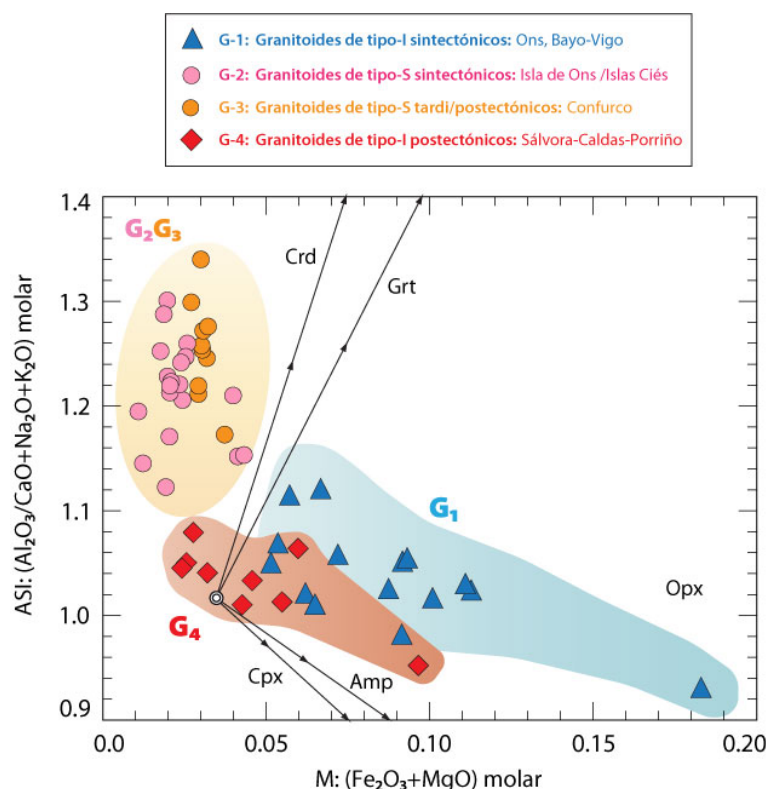 G-1: Granitoides de tipo-I sintectónicos: Ons, Bayo-Vigo
G-2: Granitoides de tipo-S sintectónicos: Isla de Ons /Islas Ciés
G-3: Granitoides de tipo-S tardi/postectónicos: Confurco
G-4: Granitoides de tipo-I postectónicos: Sálvora-Caldas-Porriño
1.4
G₂G₃
Crd
Grt
1.3
1.2
1.1
G₁
1.0
Opx
G₄
Cpx
Amp
0.9
0.0
0.05
0.10
0.15
0.20
ASI: (Al₂O₃/CaO+Na₂O+K₂O) molar
M: (Fe₂O₃+MgO) molar